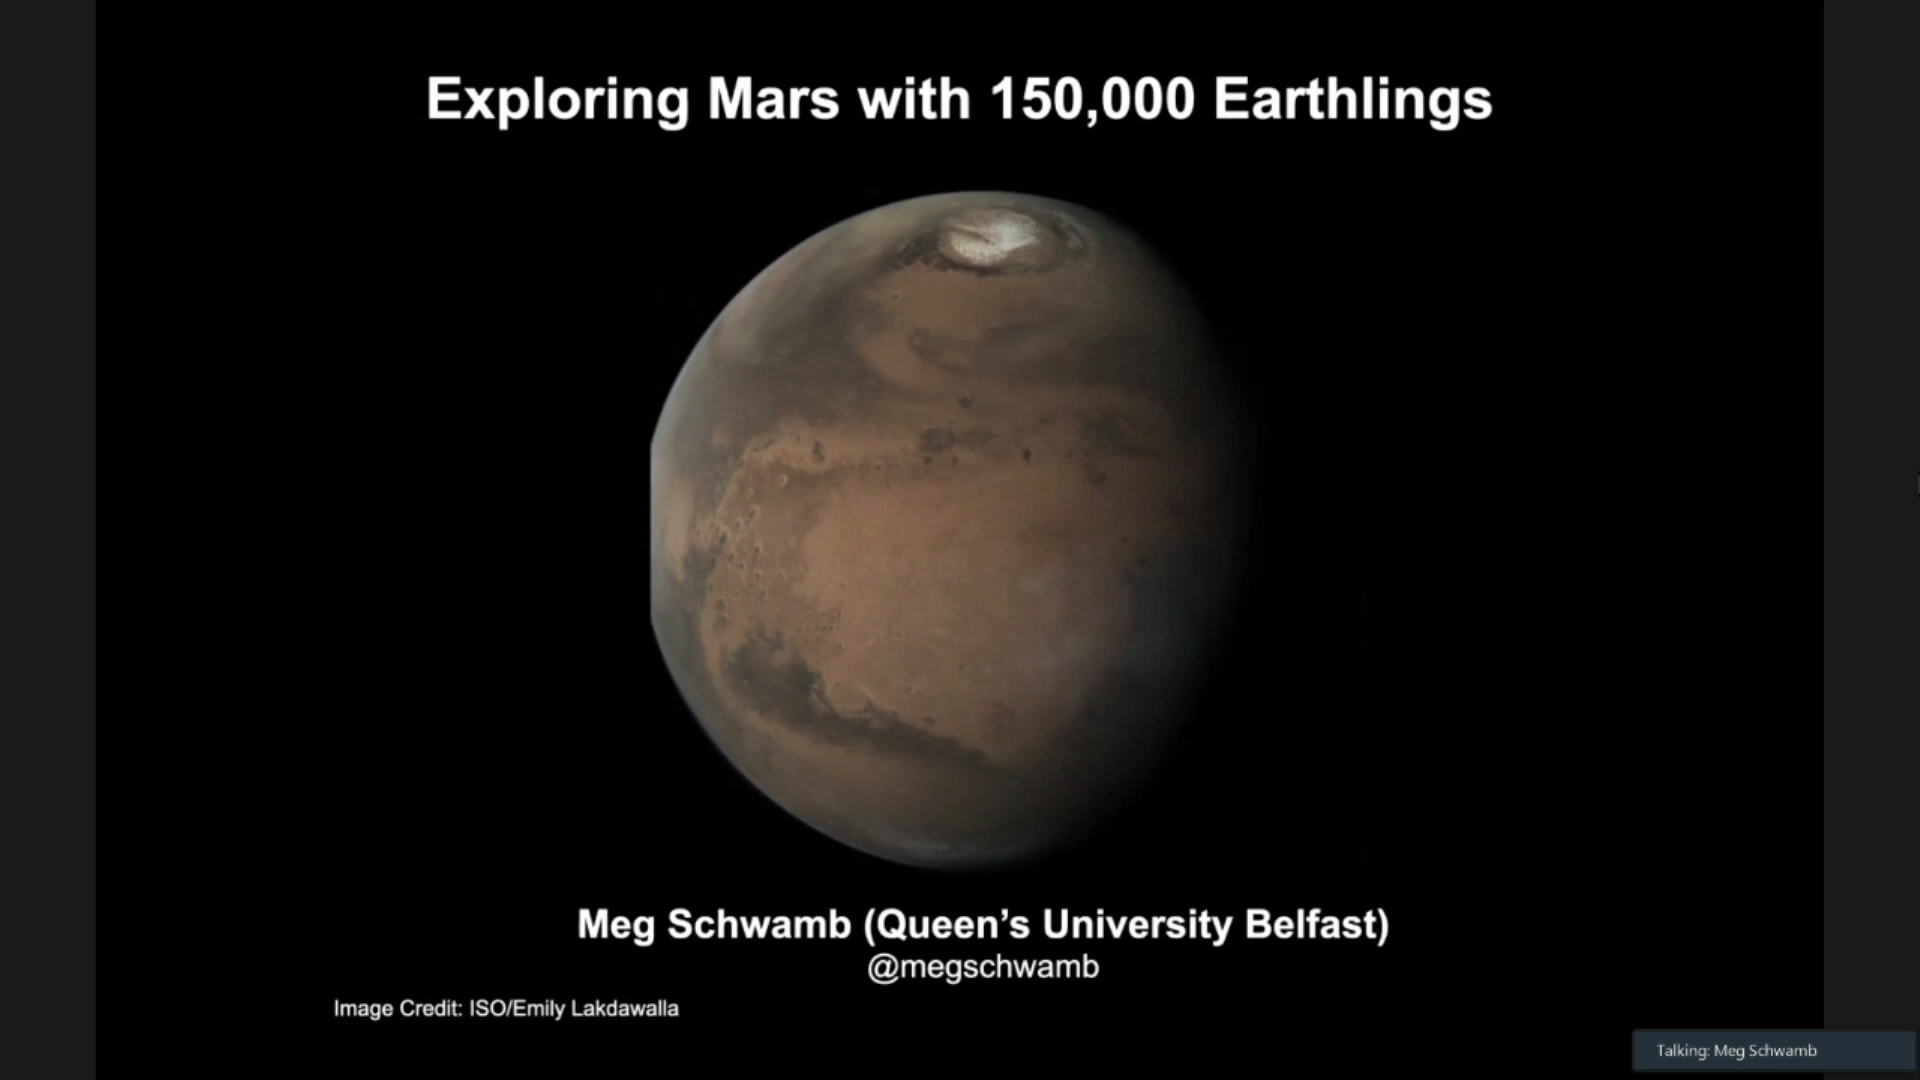 Exploring Mars with 150,000 Earthlings
Meg Schwamb (Queen’s University Belfast)
@megschwamb
Image Credit: ISO/Emily Lakdawalla
Talking: Meg Schwamb